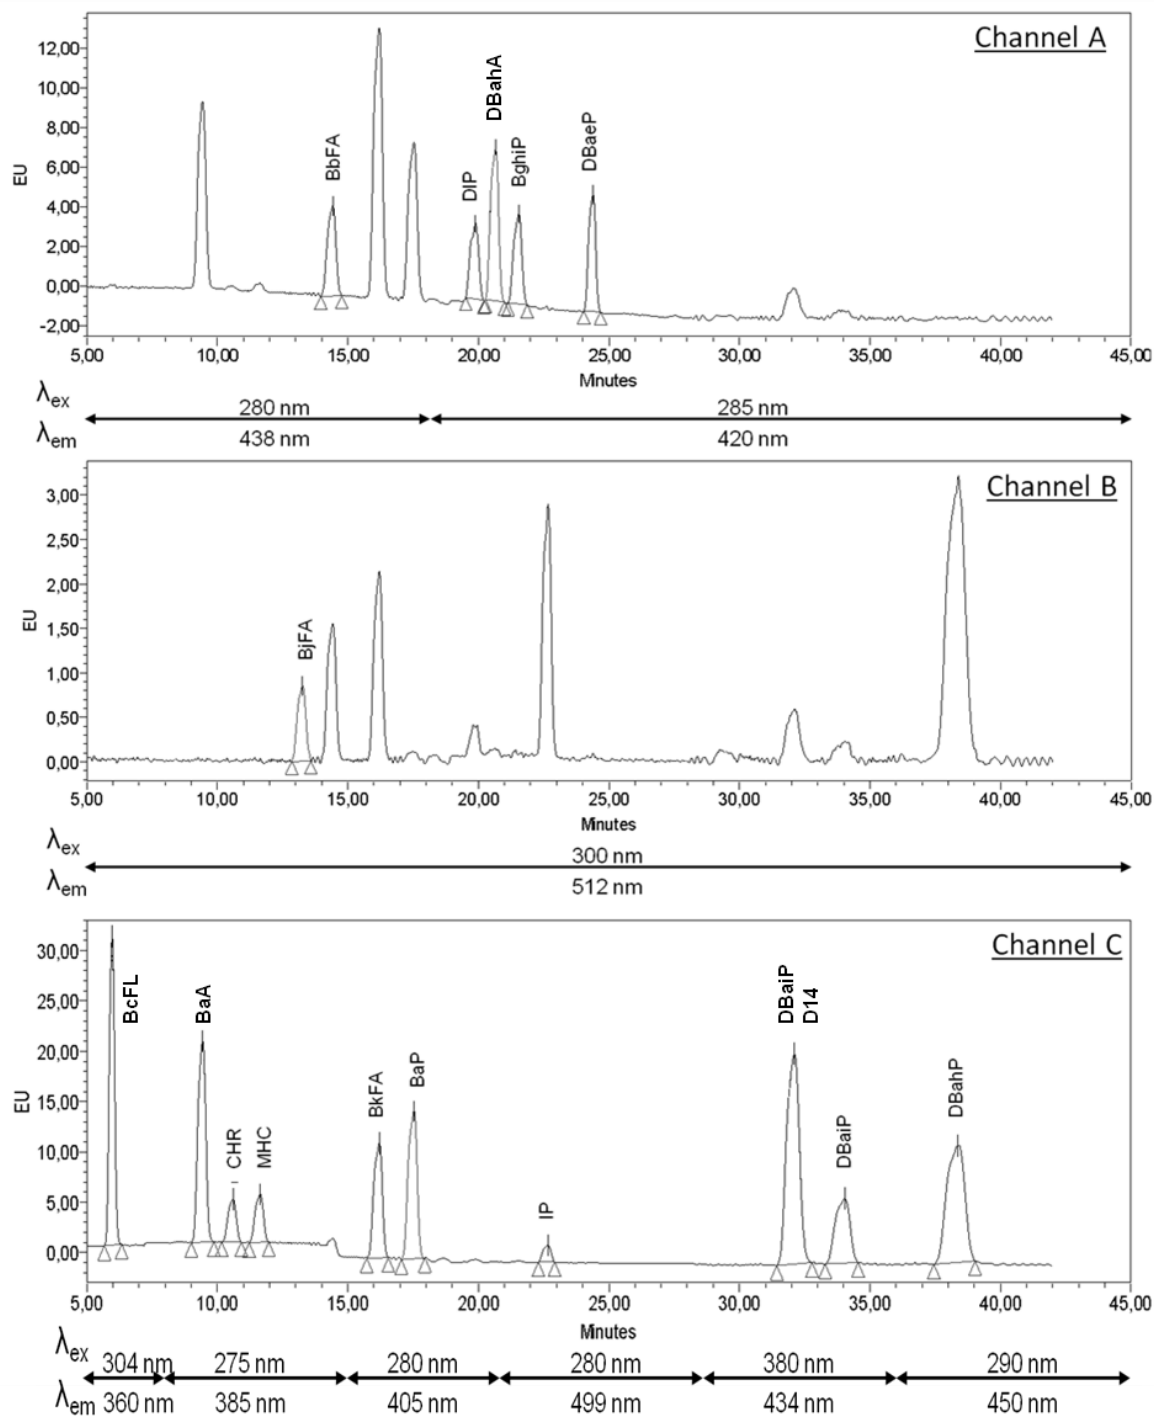 Channel A
12,00
10,00
8,00
6,00
4,00
2,00
0,00
-2,00
EU
BbFA
DIP
DBahA
BghiP
DBaeP
5,00 10,00 15,00 20,00 25,00 30,00 35,00 40,00 45,00
Minutes
λex
280 nm 285 nm
λem
438 nm 420 nm
Channel B
3,00
2,50
2,00
1,50
1,00
0,50
0,00
EU
BjFA
5,00 10,00 15,00 20,00 25,00 30,00 35,00 40,00 45,00
Minutes
λex
300 nm
λem
512 nm
Channel C
30,00
25,00
20,00
15,00
10,00
5,00
0,00
EU
BcFL
BaA
CHR
MHC
BkFA
BaP
IP
DBaiP
D14
DBaiP
DBahP
5,00 10,00 15,00 20,00 25,00 30,00 35,00 40,00 45,00
Minutes
λex
304 nm 275 nm 280 nm 280 nm 380 nm 290 nm
λem
360 nm 385 nm 405 nm 499 nm 434 nm 450 nm